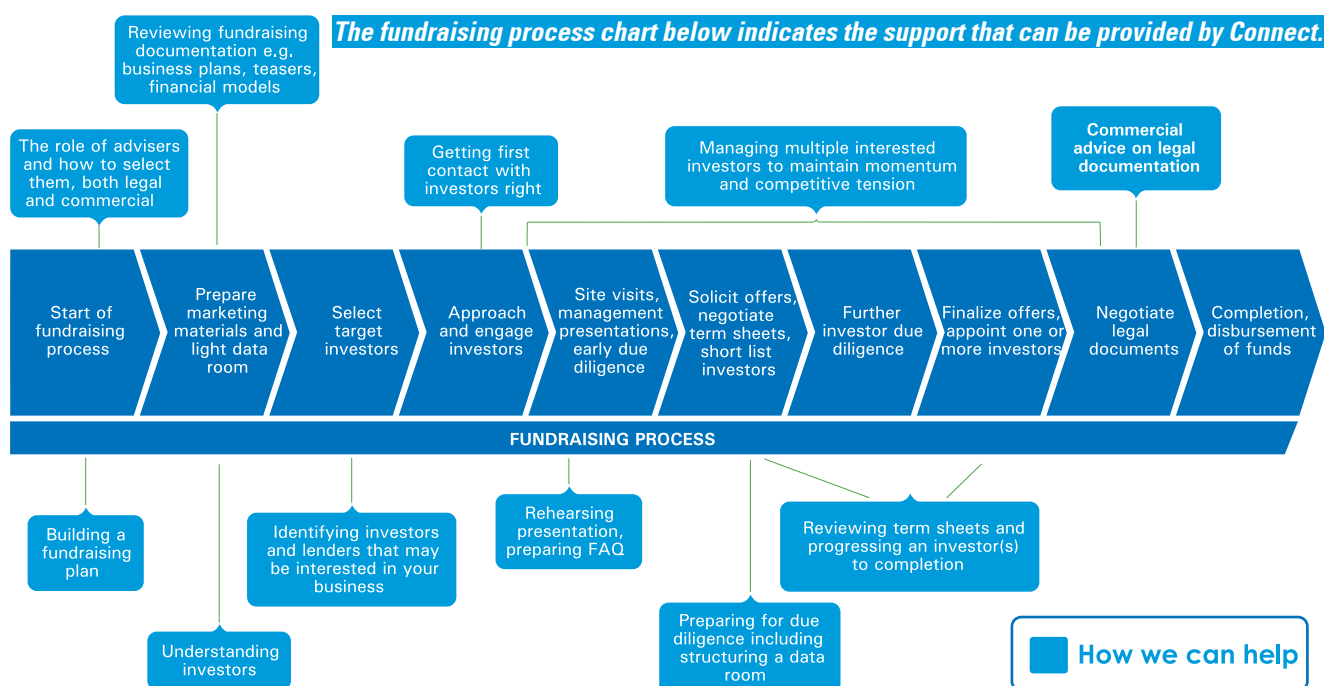 The fundraising process chart below indicates the support that can be provided by Connect.
Reviewing fundraising
documentation e.g.
business plans, teasers,
financial models
The role of advisers
and how to select
them, both legal
and commercial
Getting first
contact with
investors right
Managing multiple interested
investors to maintain momentum
and competitive tension
Commercial
advice on legal
documentation
Start of
fundraising
process
Prepare
marketing
materials and
light data
room
Select
target
investors
Approach
and engage
investors
Site visits,
management
presentations,
early due
diligence
Solicit offers,
negotiate
term sheets,
short list
investors
Further
investor due
diligence
Finalize offers,
appoint one or
more investors
Negotiate
legal
documents
Completion,
disbursement
of funds
FUNDRAISING PROCESS
Building a
fundraising
plan
Understanding
investors
Identifying investors
and lenders that may
be interested in your
business
Rehearsing
presentation,
preparing FAQ
Preparing for due
diligence including
structuring a data
room
Reviewing term sheets and
progressing an investor(s)
to completion
How we can help